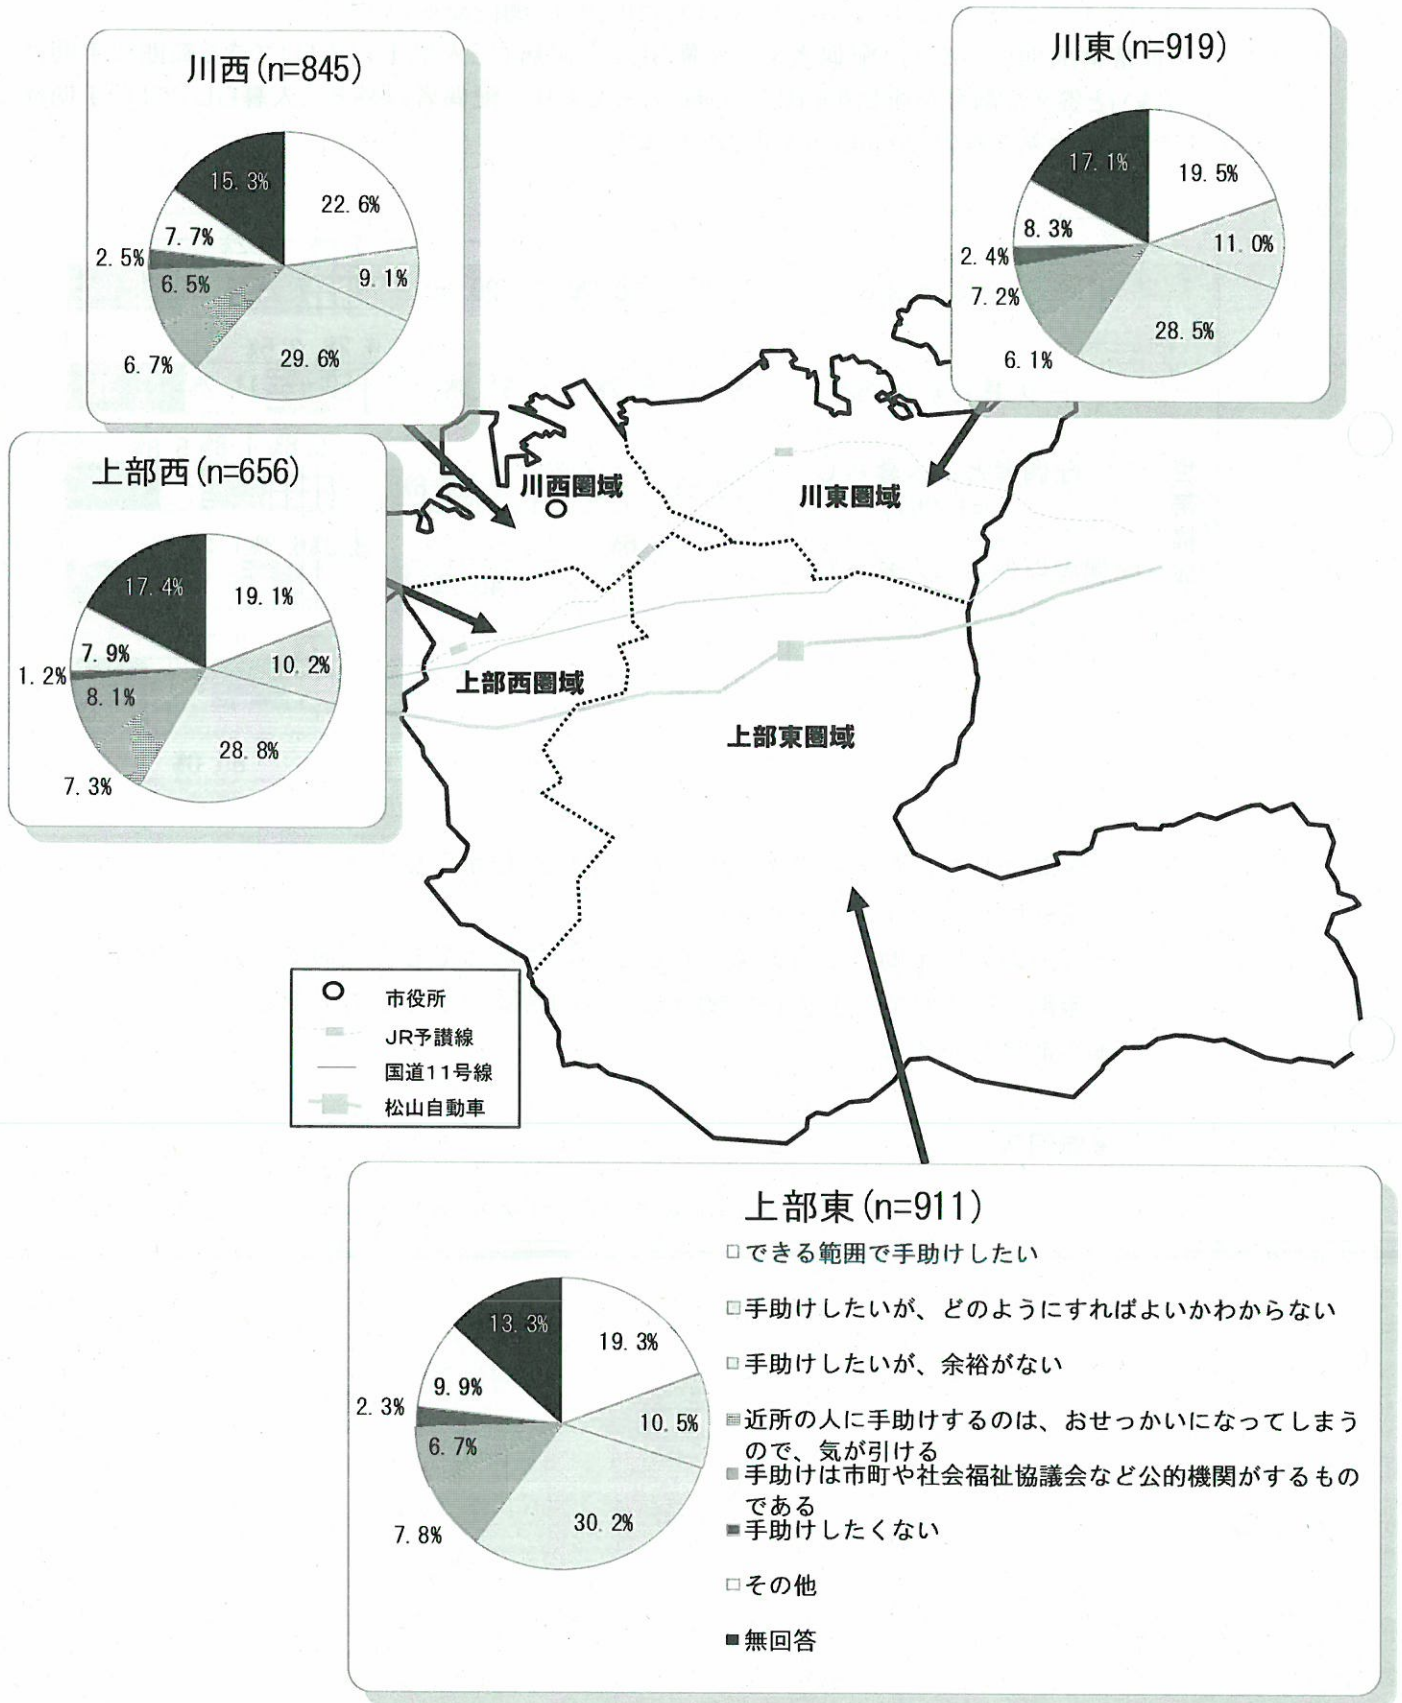 川西(n=845)
15.3%
22.6%
7.7%
2.5%
6.5%
9.1%
6.7%
29.6%
川東(n=919)
17.1%
19.5%
8.3%
2.4%
11.0%
7.2%
28.5%
6.1%
上部西(n=656)
17.4%
19.1%
7.9%
1.2%
10.2%
8.1%
28.8%
7.3%
川西圏域
川東圏域
上部西圏域
上部東圏域
市役所
JR予讃線
国道11号線
松山自動車
上部東(n=911)
13.3%
19.3%
9.9%
2.3%
10.5%
6.7%
30.2%
7.8%
できる範囲で手助けしたい
手助けしたいが、どのようにすればよいかわからない
手助けしたいが、余裕がない
近所の人に手助けするのは、おせっかいになってしまう
ので、気が引ける
手助けは市町や社会福祉協議会など公的機関がするもの
である
手助けしたくない
その他
無回答